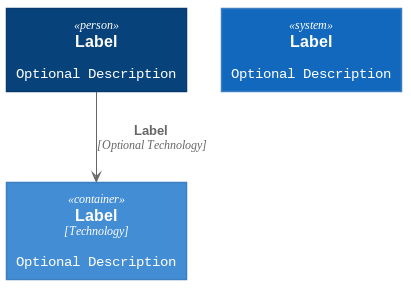 «person»
Label
Optional Description
«system»
Label
Optional Description
Label
[Optional Technology]
«container»
Label
[Technology]
Optional Description